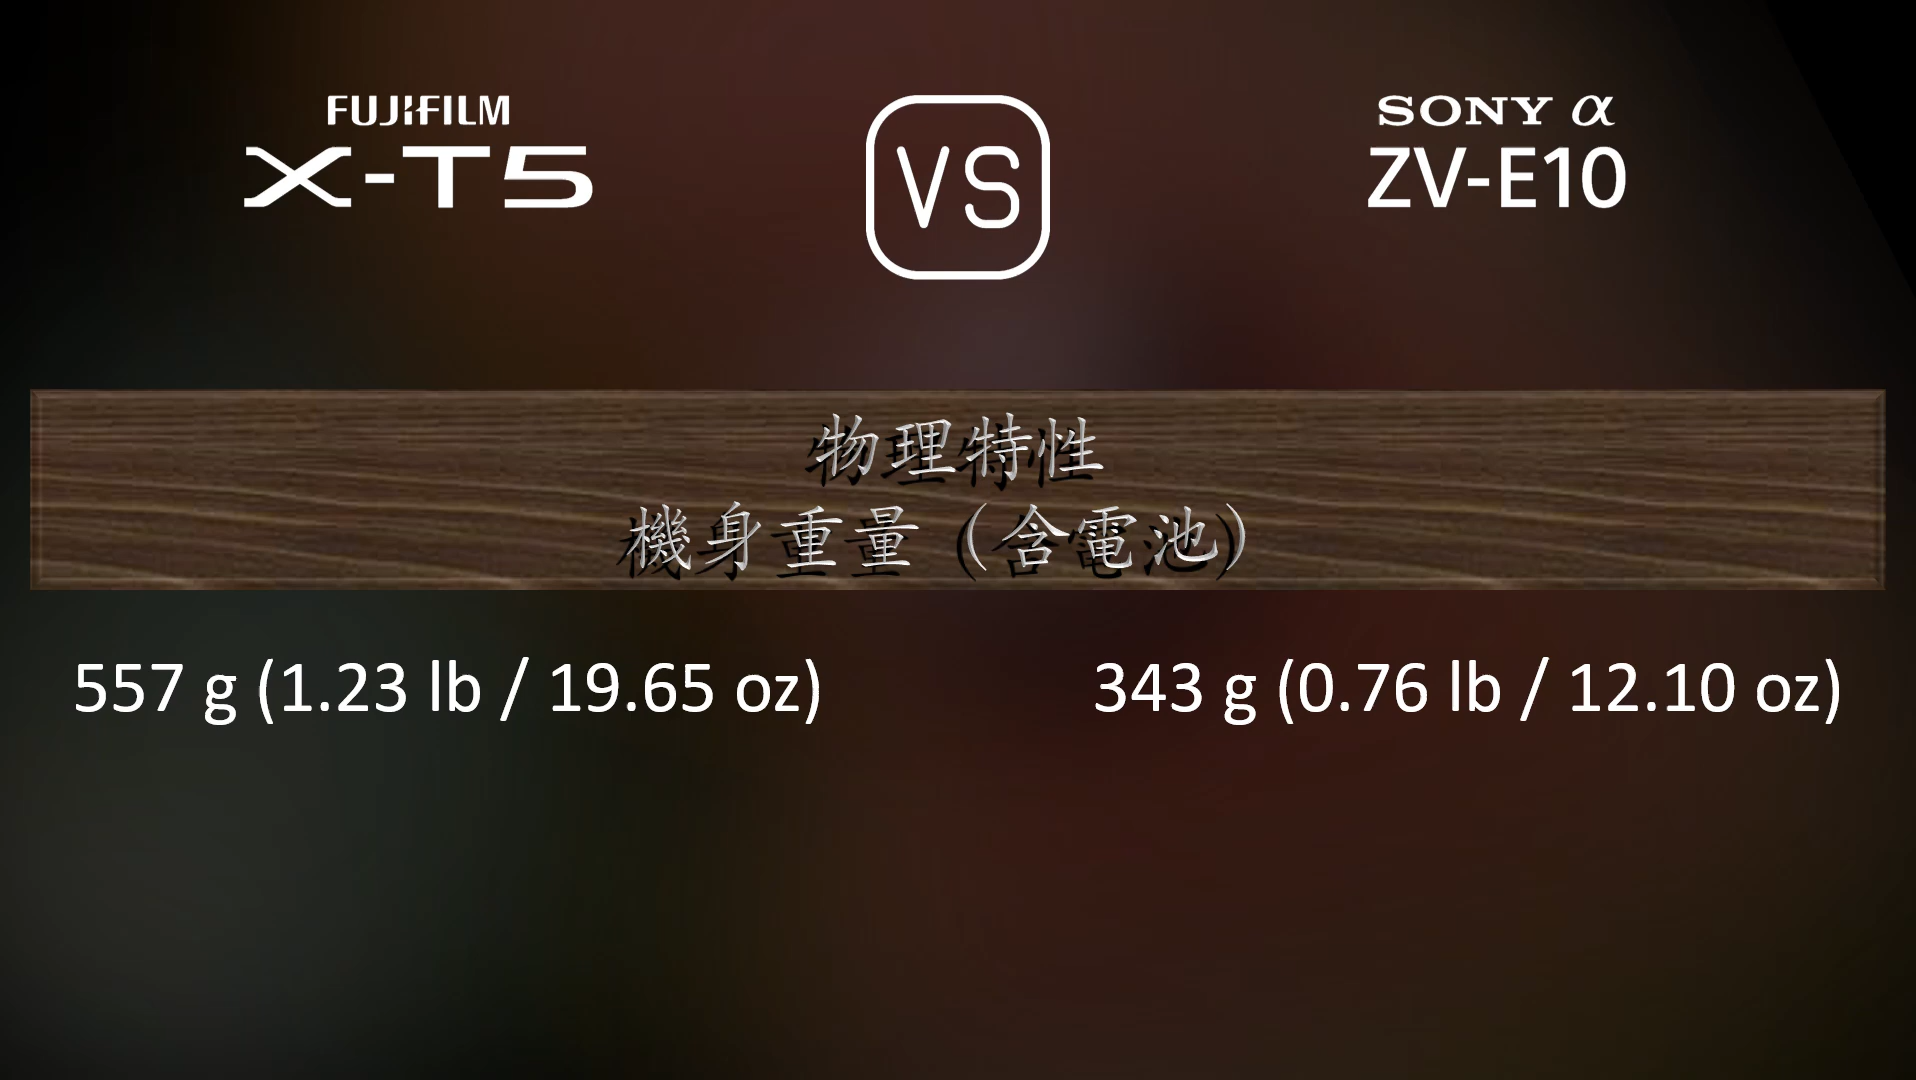 FUJIFILM
X-T5
VS
SONY α
ZV-E10
物理特性
機身重量（含電池）
557 g (1.23 lb / 19.65 oz)
343 g (0.76 lb / 12.10 oz)